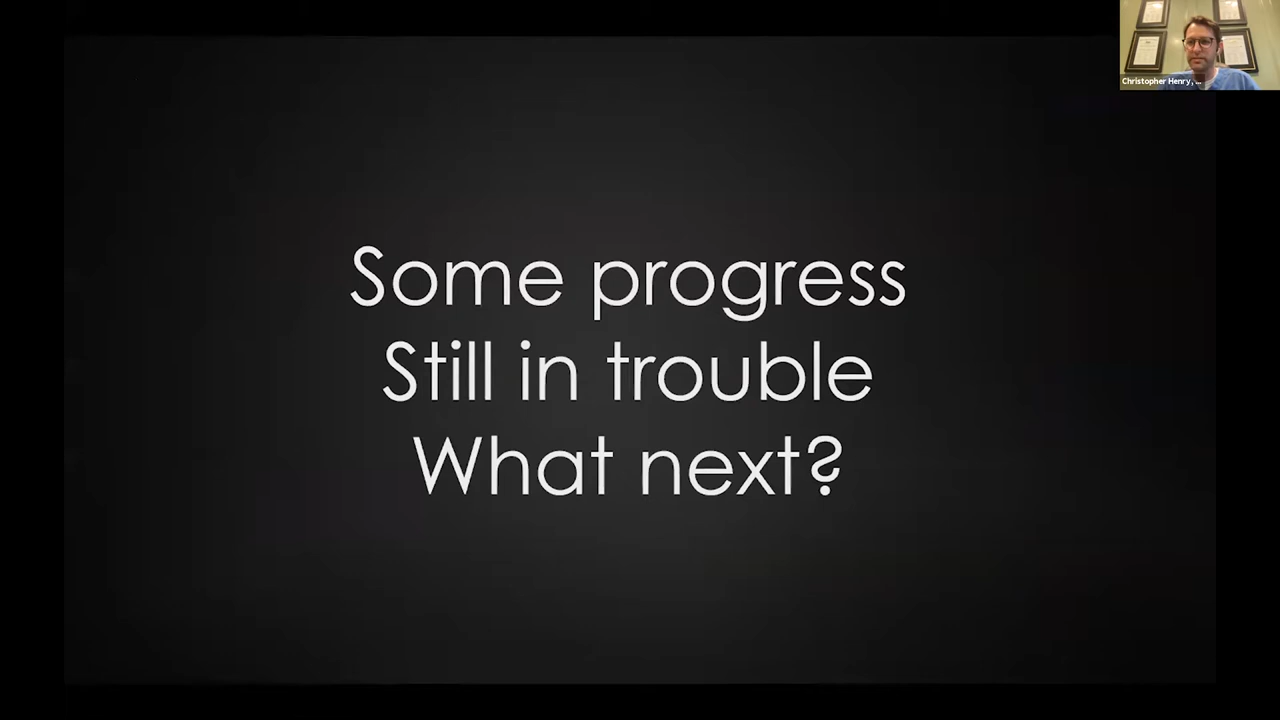 Christopher Henry, ...
Some progress
Still in trouble
What next?